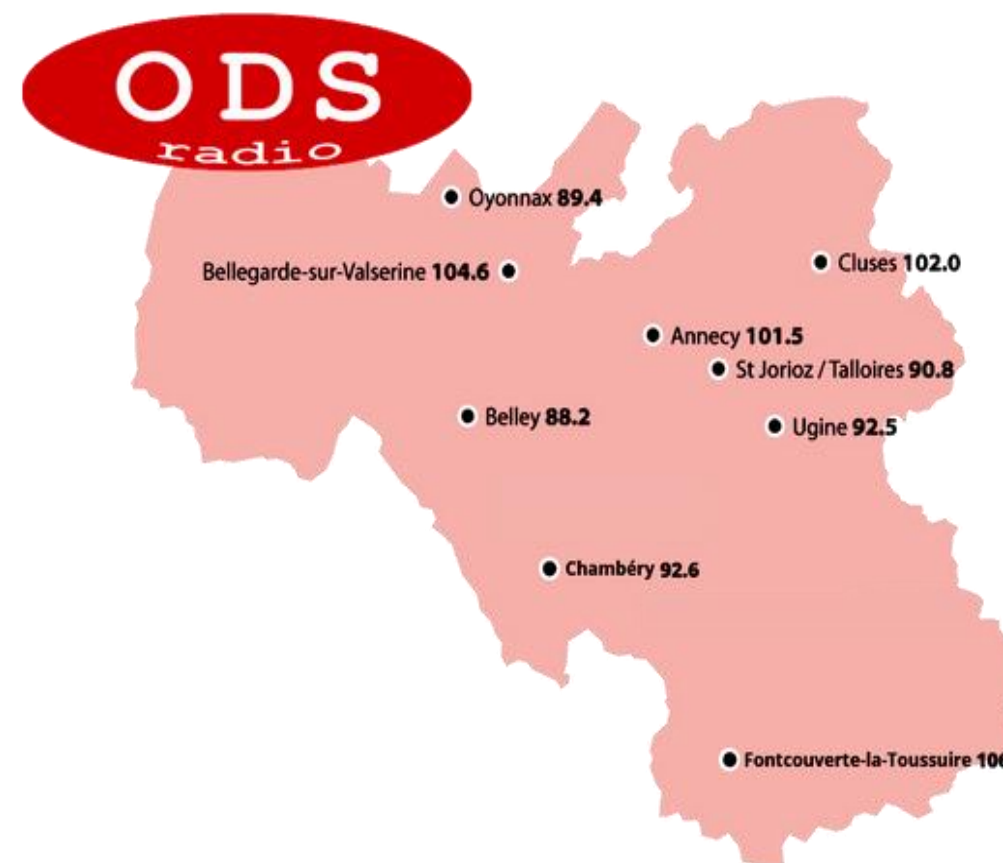 ODS
radio
Oyonnax 89.4
Bellegarde-sur-Valserine 104.6
Cluses 102.0
Annecy 101.5
St Jorioz / Talloires 90.8
Belley 88.2
Ugine 92.5
Chambéry 92.6
Fontcouverte-la-Toussuire